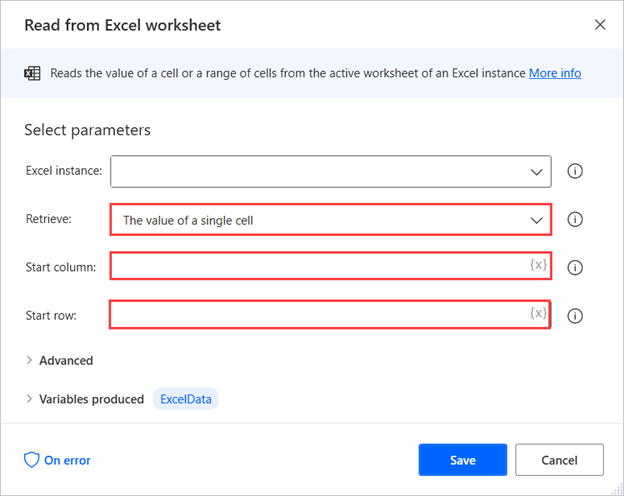 Read from Excel worksheet
Reads the value of a cell or a range of cells from the active worksheet of an Excel instance More info
Select parameters
Excel instance:
Retrieve: The value of a single cell
Start column: {x}
Start row: {x}
Advanced
Variables produced ExcelData
On error Save Cancel